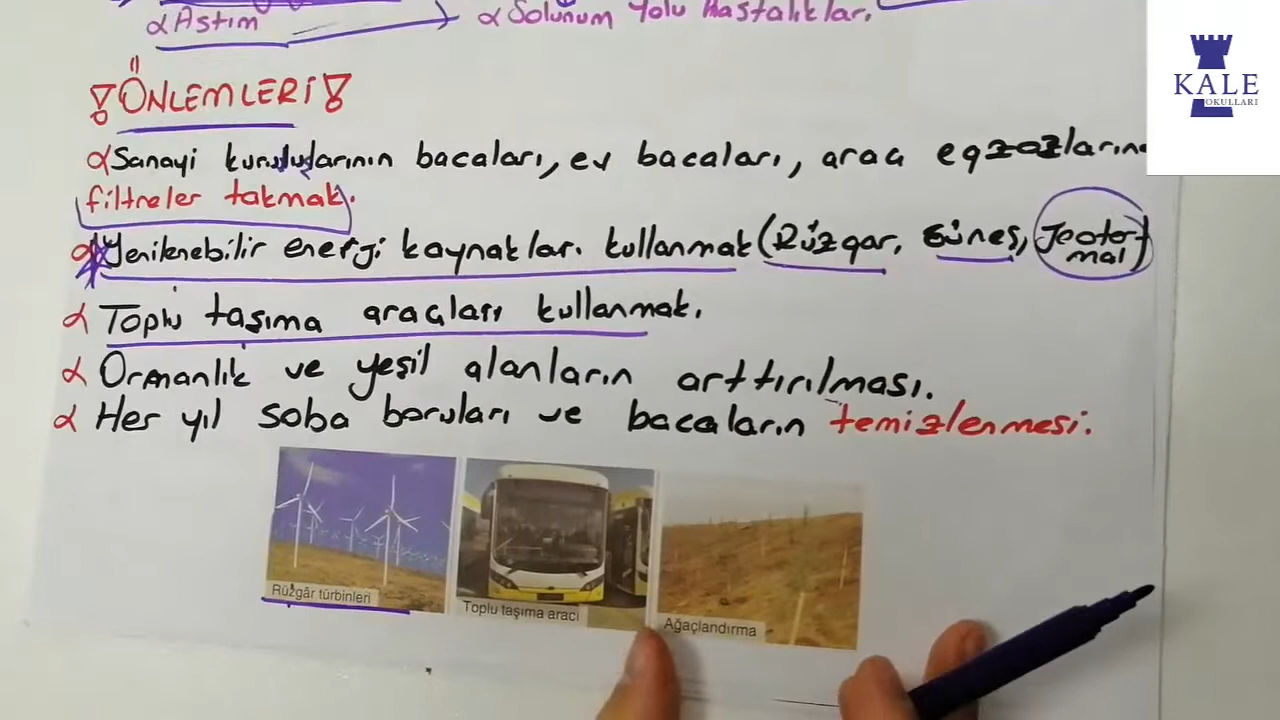 α Astım
α Solunum Yolu Hastalıkları.
! ÖNLEMLERİ !
α Sanayi kuruluşlarının bacaları, ev bacaları, araç egzozlarına
filtreler takmak.
α Yenilenebilir energi kaynakları kullanmak (Rüzgar, Güneş, Jeotermal)
α Toplu taşıma araçları kullanmak.
α Ormanlık ve yeşil alanların arttırılması.
α Her yıl soba boruları ve bacaların temizlenmesi.
Rüzgâr türbinleri
Toplu taşıma aracı
Ağaçlandırma
KALE
OKULLARI